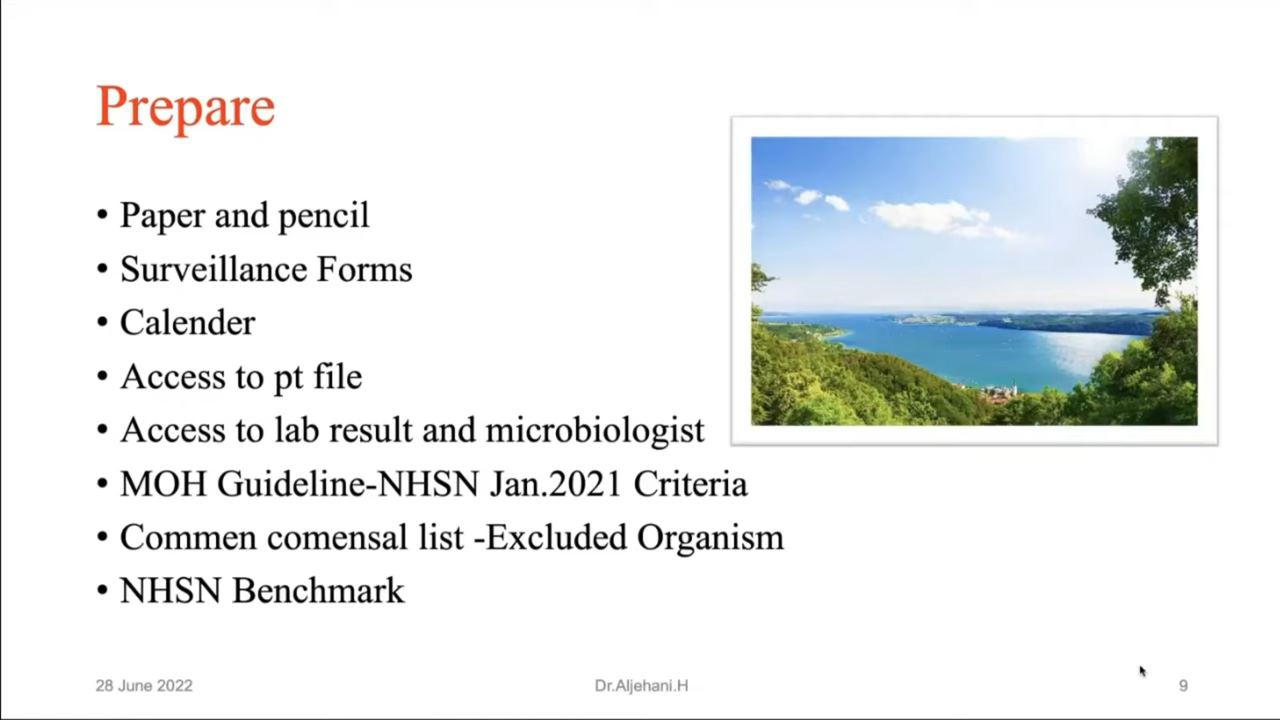 Prepare
• Paper and pencil
• Surveillance Forms
• Calender
• Access to pt file
• Access to lab result and microbiologist
• MOH Guideline-NHSN Jan.2021 Criteria
• Commen comensal list -Excluded Organism
• NHSN Benchmark
28 June 2022
Dr.Aljehani.H
9